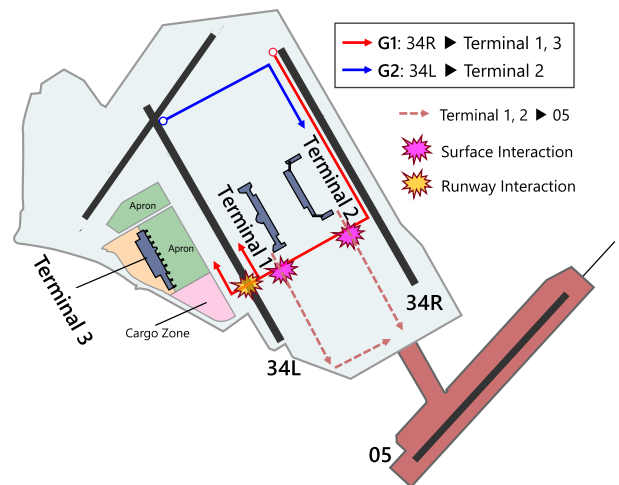 G1: 34R ▶ Terminal 1, 3
G2: 34L ▶ Terminal 2
Terminal 1, 2 ▶ 05
Surface Interaction
Runway Interaction
Terminal 2
Terminal 1
Apron
Apron
Terminal 3
Cargo Zone
34R
34L
05